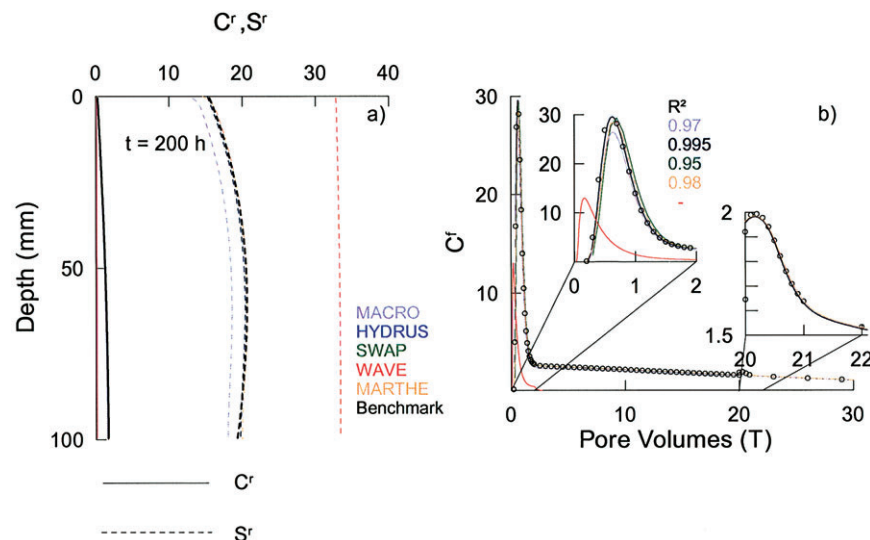 Cʳ,Sʳ
0 10 20 30 40
0
50
100
Depth (mm)
a)
t = 200 h
MACRO
HYDRUS
SWAP
WAVE
MARTHE
Benchmark
Cʳ
Sʳ
b)
30
20
10
Cᶠ
0 10 20 30
Pore Volumes (T)
30
20
10
0 1 2
R²
0.97
0.995
0.95
0.98
-
2
1.5
20 21 22